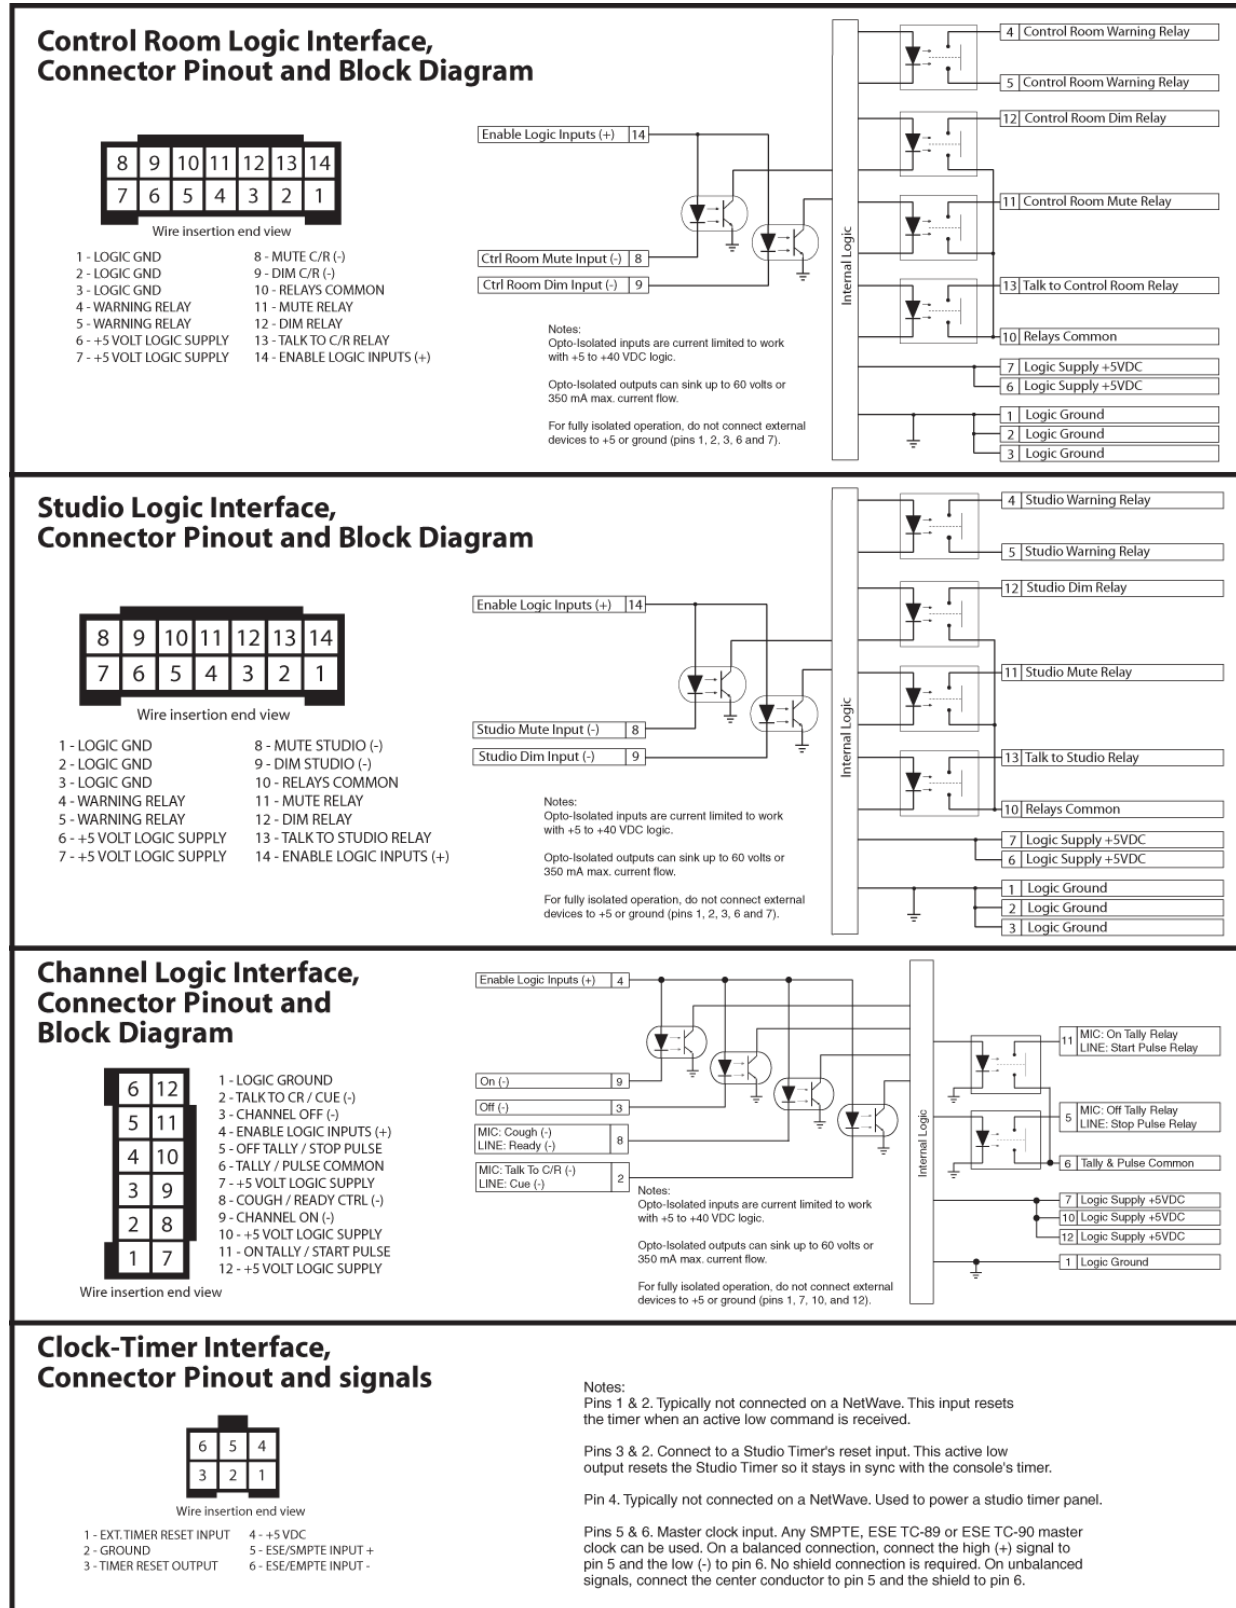 Control Room Logic Interface,
Connector Pinout and Block Diagram
8 9 10 11 12 13 14
7 6 5 4 3 2 1
Wire insertion end view
1 - LOGIC GND
2 - LOGIC GND
3 - LOGIC GND
4 - WARNING RELAY
5 - WARNING RELAY
6 - +5 VOLT LOGIC SUPPLY
7 - +5 VOLT LOGIC SUPPLY
8 - MUTE C/R (-)
9 - DIM C/R (-)
10 - RELAYS COMMON
11 - MUTE RELAY
12 - DIM RELAY
13 - TALK TO C/R RELAY
14 - ENABLE LOGIC INPUTS (+)
Enable Logic Inputs (+) 14
Ctrl Room Mute Input (-) 8
Ctrl Room Dim Input (-) 9
Notes:
Opto-Isolated inputs are current limited to work
with +5 to +40 VDC logic.
Opto-Isolated outputs can sink up to 60 volts or
350 mA max. current flow.
For fully isolated operation, do not connect external
devices to +5 or ground (pins 1, 2, 3, 6 and 7).
Internal Logic
4 Control Room Warning Relay
5 Control Room Warning Relay
12 Control Room Dim Relay
11 Control Room Mute Relay
13 Talk to Control Room Relay
10 Relays Common
7 Logic Supply +5VDC
6 Logic Supply +5VDC
1 Logic Ground
2 Logic Ground
3 Logic Ground
Studio Logic Interface,
Connector Pinout and Block Diagram
8 9 10 11 12 13 14
7 6 5 4 3 2 1
Wire insertion end view
1 - LOGIC GND
2 - LOGIC GND
3 - LOGIC GND
4 - WARNING RELAY
5 - WARNING RELAY
6 - +5 VOLT LOGIC SUPPLY
7 - +5 VOLT LOGIC SUPPLY
8 - MUTE STUDIO (-)
9 - DIM STUDIO (-)
10 - RELAYS COMMON
11 - MUTE RELAY
12 - DIM RELAY
13 - TALK TO STUDIO RELAY
14 - ENABLE LOGIC INPUTS (+)
Enable Logic Inputs (+) 14
Studio Mute Input (-) 8
Studio Dim Input (-) 9
Notes:
Opto-Isolated inputs are current limited to work
with +5 to +40 VDC logic.
Opto-Isolated outputs can sink up to 60 volts or
350 mA max. current flow.
For fully isolated operation, do not connect external
devices to +5 or ground (pins 1, 2, 3, 6 and 7).
Internal Logic
4 Studio Warning Relay
5 Studio Warning Relay
12 Studio Dim Relay
11 Studio Mute Relay
13 Talk to Studio Relay
10 Relays Common
7 Logic Supply +5VDC
6 Logic Supply +5VDC
1 Logic Ground
2 Logic Ground
3 Logic Ground
Channel Logic Interface,
Connector Pinout and
Block Diagram
6 12
5 11
4 10
3 9
2 8
1 7
Wire insertion end view
1 - LOGIC GROUND
2 - TALK TO CR / CUE (-)
3 - CHANNEL OFF (-)
4 - ENABLE LOGIC INPUTS (+)
5 - OFF TALLY / STOP PULSE
6 - TALLY / PULSE COMMON
7 - +5 VOLT LOGIC SUPPLY
8 - COUGH / READY CTRL (-)
9 - CHANNEL ON (-)
10 - +5 VOLT LOGIC SUPPLY
11 - ON TALLY / START PULSE
12 - +5 VOLT LOGIC SUPPLY
Enable Logic Inputs (+) 4
On (-) 9
Off (-) 3
MIC: Cough (-)
LINE: Ready (-) 8
MIC: Talk To C/R (-)
LINE: Cue (-) 2
Notes:
Opto-Isolated inputs are current limited to work
with +5 to +40 VDC logic.
Opto-Isolated outputs can sink up to 60 volts or
350 mA max. current flow.
For fully isolated operation, do not connect external
devices to +5 or ground (pins 1, 7, 10, and 12).
Internal Logic
11 MIC: On Tally Relay
LINE: Start Pulse Relay
5 MIC: Off Tally Relay
LINE: Stop Pulse Relay
6 Tally & Pulse Common
7 Logic Supply +5VDC
10 Logic Supply +5VDC
12 Logic Supply +5VDC
1 Logic Ground
Clock-Timer Interface,
Connector Pinout and signals
6 5 4
3 2 1
Wire insertion end view
1 - EXT. TIMER RESET INPUT
2 - GROUND
3 - TIMER RESET OUTPUT
4 - +5 VDC
5 - ESE/SMPTE INPUT +
6 - ESE/EMPTE INPUT -
Notes:
Pins 1 & 2. Typically not connected on a NetWave. This input resets
the timer when an active low command is received.
Pins 3 & 2. Connect to a Studio Timer's reset input. This active low
output resets the Studio Timer so it stays in sync with the console's timer.
Pin 4. Typically not connected on a NetWave. Used to power a studio timer panel.
Pins 5 & 6. Master clock input. Any SMPTE, ESE TC-89 or ESE TC-90 master
clock can be used. On a balanced connection, connect the high (+) signal to
pin 5 and the low (-) to pin 6. No shield connection is required. On unbalanced
signals, connect the center conductor to pin 5 and the shield to pin 6.